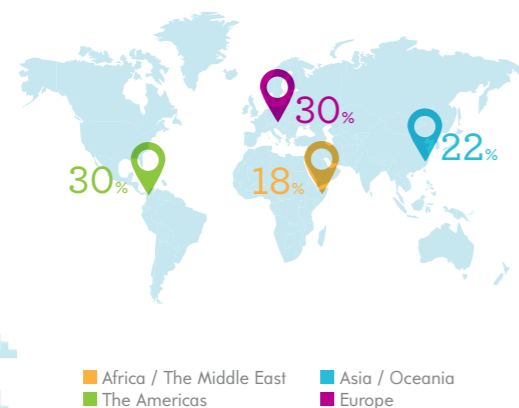 30%
22%
30%
18%
Africa / The Middle East
Asia / Oceania
The Americas
Europe